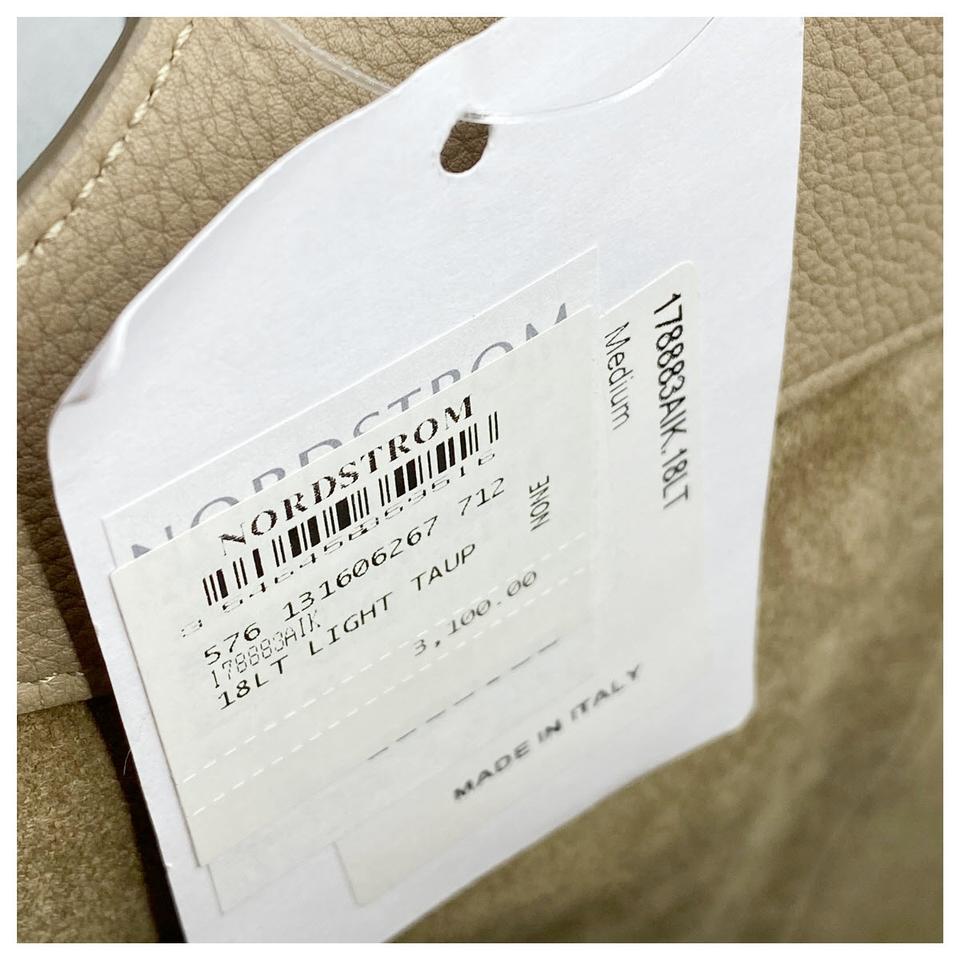 NORDSTROM
NORDSTROM
576 131606267 712
178883AIK
18LT LIGHT TAUP
NONE
3,100.00
178883AIK.18LT
Medium
MADE IN ITALY